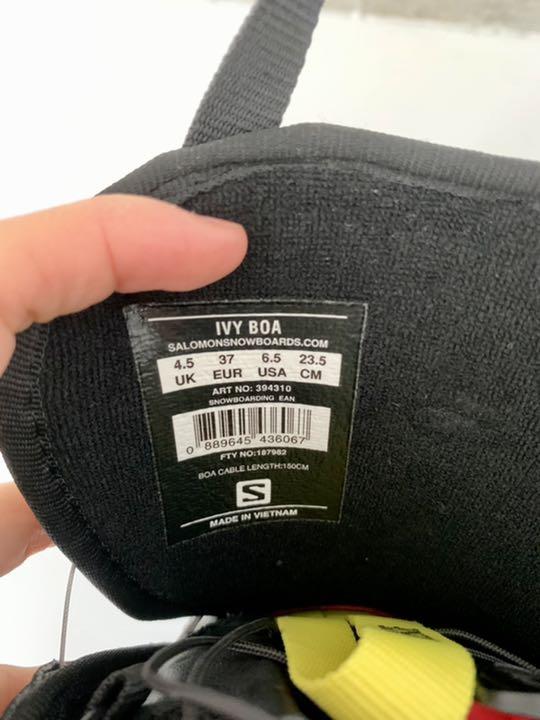 IVY BOA
SALOMONSNOWBOARDS.COM
4.5 37 6.5 23.5
UK EUR USA CM
ART NO: 394310
SNOWBOARDING EAN
0 889645 436067
FTY NO:187982
BOA CABLE LENGTH:150CM
S
MADE IN VIETNAM